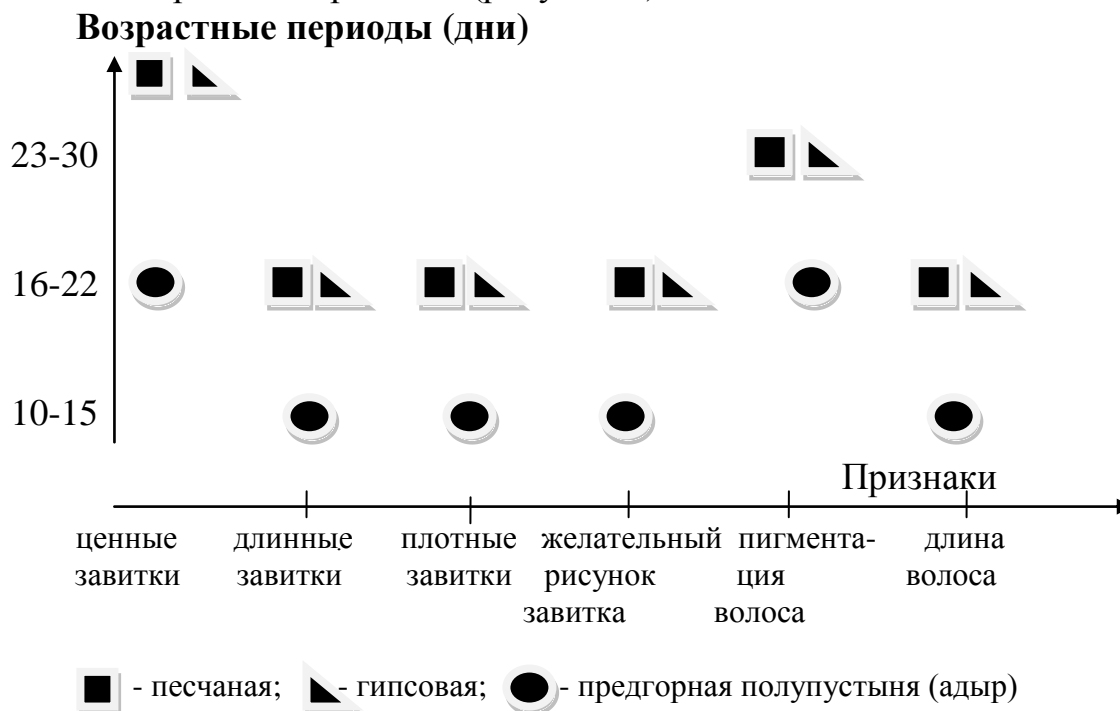 Возрастные периоды (дни)
23-30
16-22
10-15
Признаки
ценные длинные плотные желательный пигмента- длина
завитки завитки завитки рисунок ция волоса
завитка волоса
- песчаная; - гипсовая; - предгорная полупустыня (адыр)